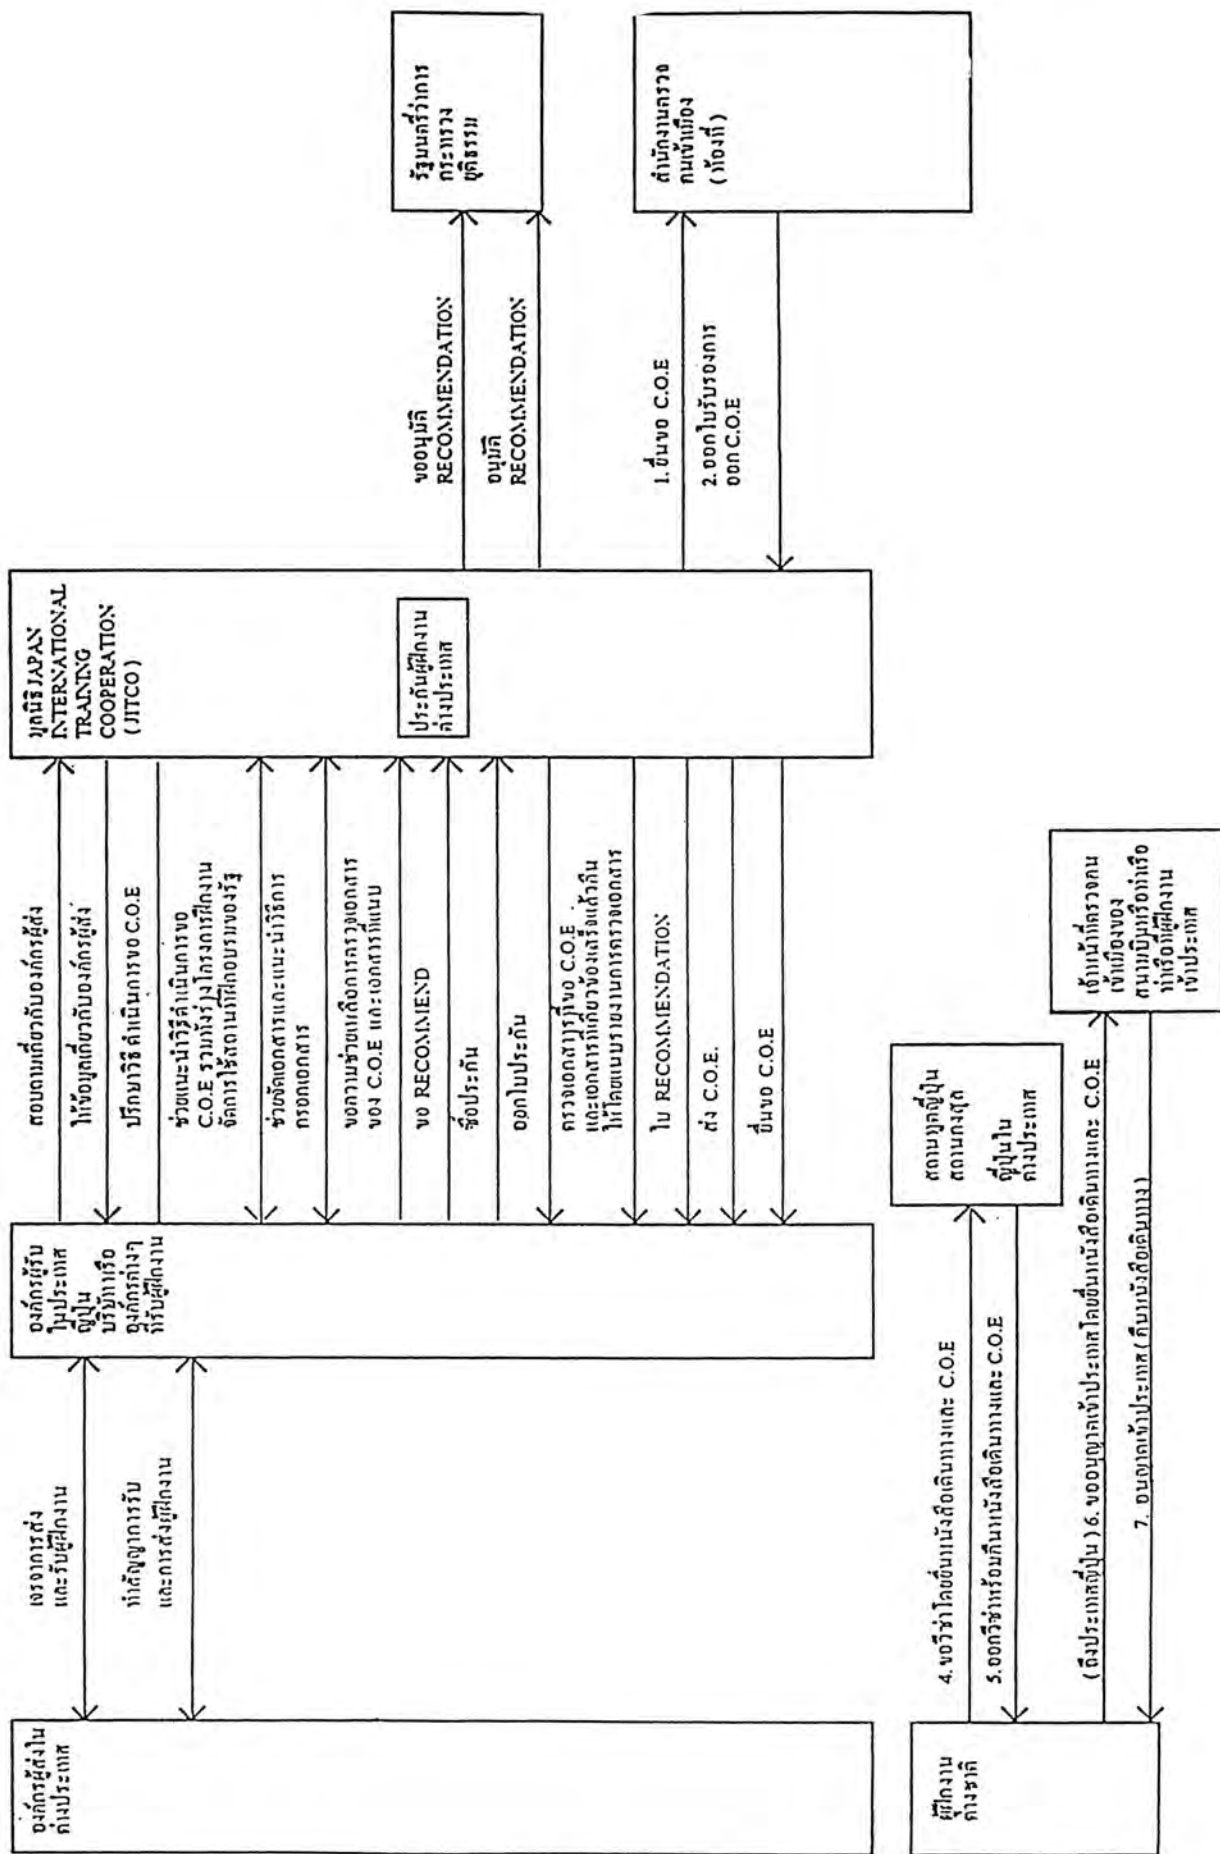 องค์กรผู้ส่งใน
ต่างประเทศ
เจรจาการส่ง
และรับผู้ฝึกงาน
ทำสัญญาการรับ
และการส่งผู้ฝึกงาน
องค์กรผู้รับ
ในประเทศ
ญี่ปุ่น
บริษัทหรือ
องค์กรต่างๆ
ที่รับผู้ฝึกงาน
สอบถามเกี่ยวกับองค์กรผู้ส่ง
ให้ข้อมูลเกี่ยวกับองค์กรผู้ส่ง
ปรึกษาวิธีดำเนินการขอ C.O.E
ช่วยแนะนำวิธีดำเนินการขอ
C.O.E รวมทั้งร่างโครงการฝึกงาน
จัดการใช้สถานที่ฝึกอบรมของรัฐ
ช่วยจัดเอกสารและแนะนำวิธีการ
กรอกเอกสาร
ขอความช่วยเหลือการตรวจเอกสาร
ของ C.O.E และเอกสารที่แนบ
ขอ RECOMMEND
ซื้อประกัน
ออกใบประกัน
ตรวจเอกสารที่ขอ C.O.E
และเอกสารที่เกี่ยวข้องเสร็จแล้วคืน
ให้โดยแนบรายงานการตรวจเอกสาร
ใบ RECOMMENDATION
ส่ง C.O.E.
ยื่นขอ C.O.E
มูลนิธิ JAPAN
INTERNATIONAL
TRAINING
COOPERATION
(JITCO)
ประกันผู้ฝึกงาน
ต่างประเทศ
ขออนุมัติ
RECOMMENDATION
อนุมัติ
RECOMMENDATION
1. ยื่นขอ C.O.E
2. ออกใบรับรองการ
ออก C.O.E
รัฐมนตรีว่าการ
กระทรวง
ยุติธรรม
สำนักงานตรวจ
คนเข้าเมือง
(ท้องที่)
ผู้ฝึกงาน
ต่างชาติ
4. ขอวีซ่าโดยยื่นหนังสือเดินทางและ C.O.E
5. ออกวีซ่าพร้อมคืนหนังสือเดินทางและ C.O.E
(ถึงประเทศญี่ปุ่น) 6. ขออนุญาตเข้าประเทศโดยยื่นหนังสือเดินทางและ C.O.E
7. อนุญาตเข้าประเทศ (คืนหนังสือเดินทาง)
สถานทูตญี่ปุ่น
สถานกงสุล
ญี่ปุ่นใน
ต่างประเทศ
เจ้าหน้าที่ตรวจคน
เข้าเมืองของ
สนามบินหรือท่าเรือ
ท่าเรือที่ผู้ฝึกงาน
เข้าประเทศ